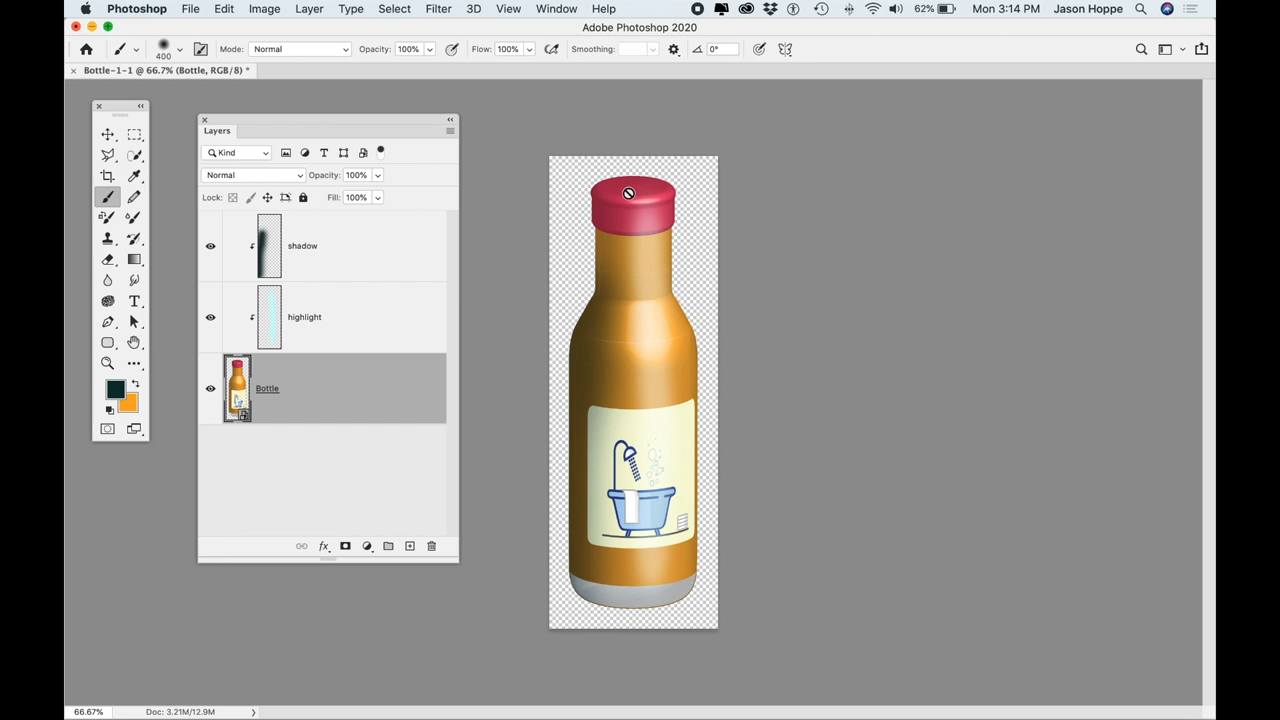 Photoshop File Edit Image Layer Type Select Filter 3D View Window Help 62% Mon 3:14 PM Jason Hoppe
Adobe Photoshop 2020
400 Mode: Normal Opacity: 100% Flow: 100% Smoothing: 0°
Bottle-1-1 @ 66.7% (Bottle, RGB/8) *
Layers
Kind
Normal Opacity: 100%
Lock: Fill: 100%
shadow
highlight
Bottle
66.67% Doc: 3.21M/12.9M